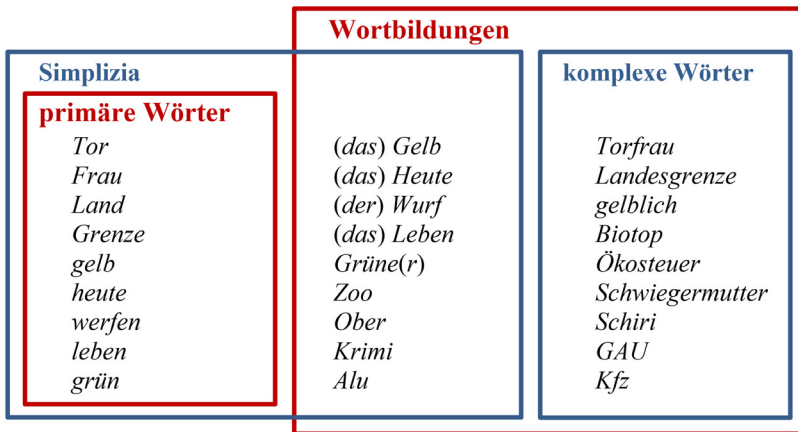 Wortbildungen
Simplizia
komplexe Wörter
primäre Wörter
Tor (das) Gelb Torfrau
Frau (das) Heute Landesgrenze
Land (der) Wurf gelblich
Grenze (das) Leben Biotop
gelb Grüne(r) Ökosteuer
heute Zoo Schwiegermutter
werfen Ober Schiri
leben Krimi GAU
grün Alu Kfz